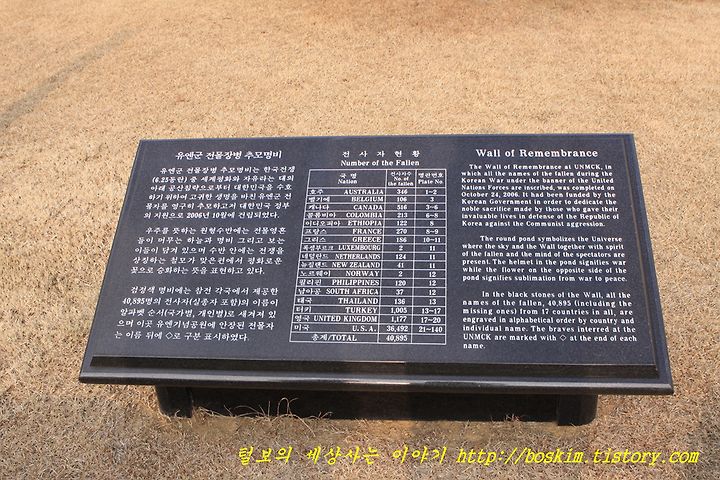 유엔군 전몰장병 추모명비
유엔군 전몰장병 추모명비는 한국전쟁
(6.25동란) 중 세계평화와 자유라는 대의
아래 공산침략으로부터 대한민국을 수호
하기 위하여 고귀한 생명을 바친 유엔군 전
몰자를 영구히 추모하고저 대한민국 정부
의 지원으로 2006년 10월에 건립되었다.
우주를 뜻하는 원형수반에는 전몰영혼
들이 머무는 하늘과 명비 그리고 보는
이들이 담겨 있으며 수반 안에는 전쟁을
상징하는 철모가 맞은편에서 평화로운
꽃으로 승화하는 뜻을 표현하고 있다.
검정색 명비에는 참전 각국에서 제공한
40,895명의 전사자(실종자 포함)의 이름이
알파벳 순서(국가별, 개인별)로 새겨져 있
으며 이곳 유엔기념공원에 안장된 전몰자
는 이름 뒤에 ◇로 구분 표시하였다.
전 사 자 현 황
Number of the Fallen
국 명 Nation 전사자수 No. of the fallen 명판번호 Plate No.
호주 AUSTRALIA 346 1~2
벨기에 BELGIUM 106 3
캐나다 CANADA 516 3~6
콜롬비아 COLOMBIA 213 6~8
이디오피아 ETHIOPIA 122 8
프랑스 FRANCE 270 8~9
그리스 GREECE 186 10~11
룩셈부르크 LUXEMBOURG 2 11
네덜란드 NETHERLANDS 124 11
뉴질랜드 NEW ZEALAND 41 11
노르웨이 NORWAY 2 12
필리핀 PHILIPPINES 120 12
남아공 SOUTH AFRICA 37 12
태국 THAILAND 136 13
터키 TURKEY 1,005 13~17
영국 UNITED KINGDOM 1,177 17~20
미국 U.S.A. 36,492 21~140
총계/TOTAL 40,895
Wall of Remembrance
The Wall of Remembrance at UNMCK, in
which all the names of the fallen during the
Korean War under the banner of the United
Nations Forces are inscribed, was completed on
October 24, 2006. It had been funded by the
Korean Government in order to dedicate the
noble sacrifice made by those who gave their
invaluable lives in defense of the Republic of
Korea against the Communist aggression.
The round pond symbolizes the Universe
where the sky and the Wall together with spirit
of the fallen and the mind of the spectators are
present. The helmet in the pond signifies war
while the flower on the opposite side of the
pond signifies sublimation from war to peace.
In the black stones of the Wall, all the
names of the fallen, 40,895 (including the
missing ones) from 17 countries in all, are
engraved in alphabetical order by country and
individual name. The braves interred at the
UNMCK are marked with ◇ at the end of each
name.
털보의 세상사는 이야기 http://boskim.tistory.com